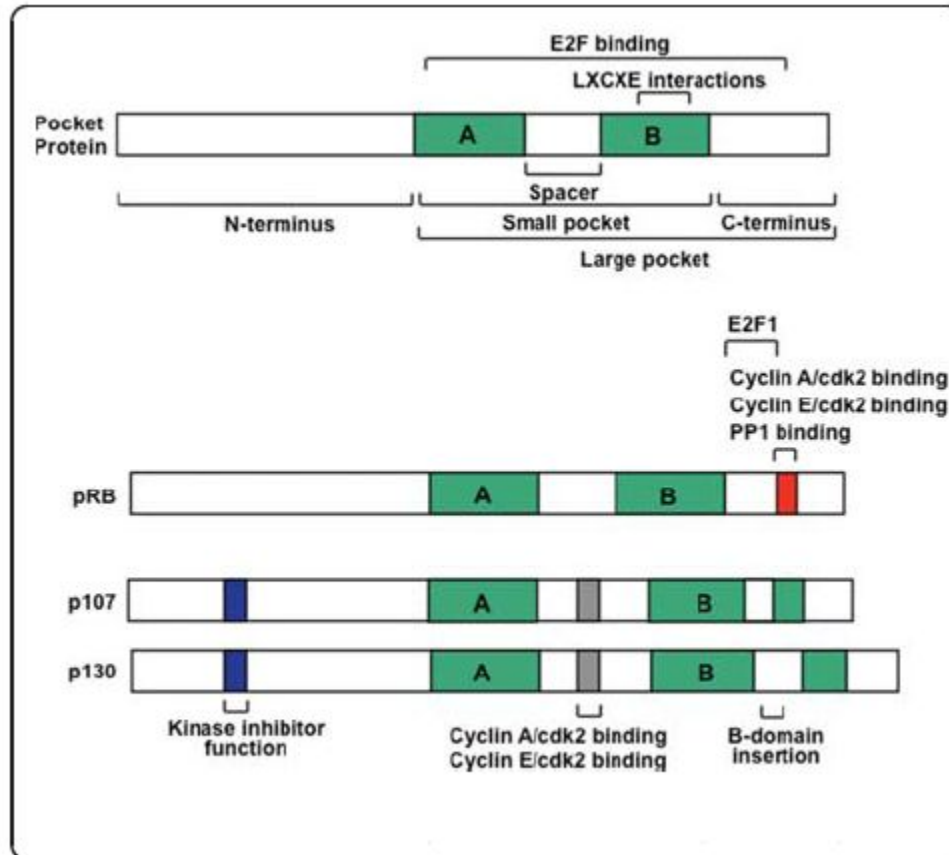 E2F binding
LXCXE interactions
Pocket
Protein
A
B
Spacer
N-terminus
Small pocket
C-terminus
Large pocket
E2F1
Cyclin A/cdk2 binding
Cyclin E/cdk2 binding
PP1 binding
pRB
A
B
p107
A
B
p130
A
B
Kinase inhibitor
function
Cyclin A/cdk2 binding
Cyclin E/cdk2 binding
B-domain
insertion